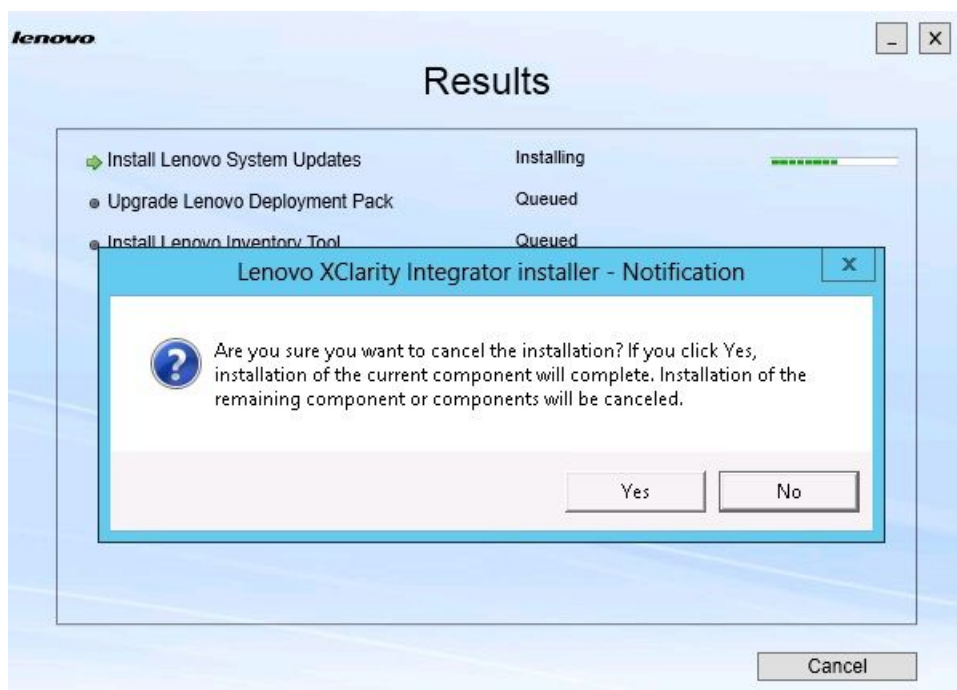 lenovo
Results
Install Lenovo System Updates Installing
Upgrade Lenovo Deployment Pack Queued
Install Lenovo Inventory Tool Queued
Lenovo XClarity Integrator installer - Notification
Are you sure you want to cancel the installation? If you click Yes,
installation of the current component will complete. Installation of the
remaining component or components will be canceled.
Yes No
Cancel